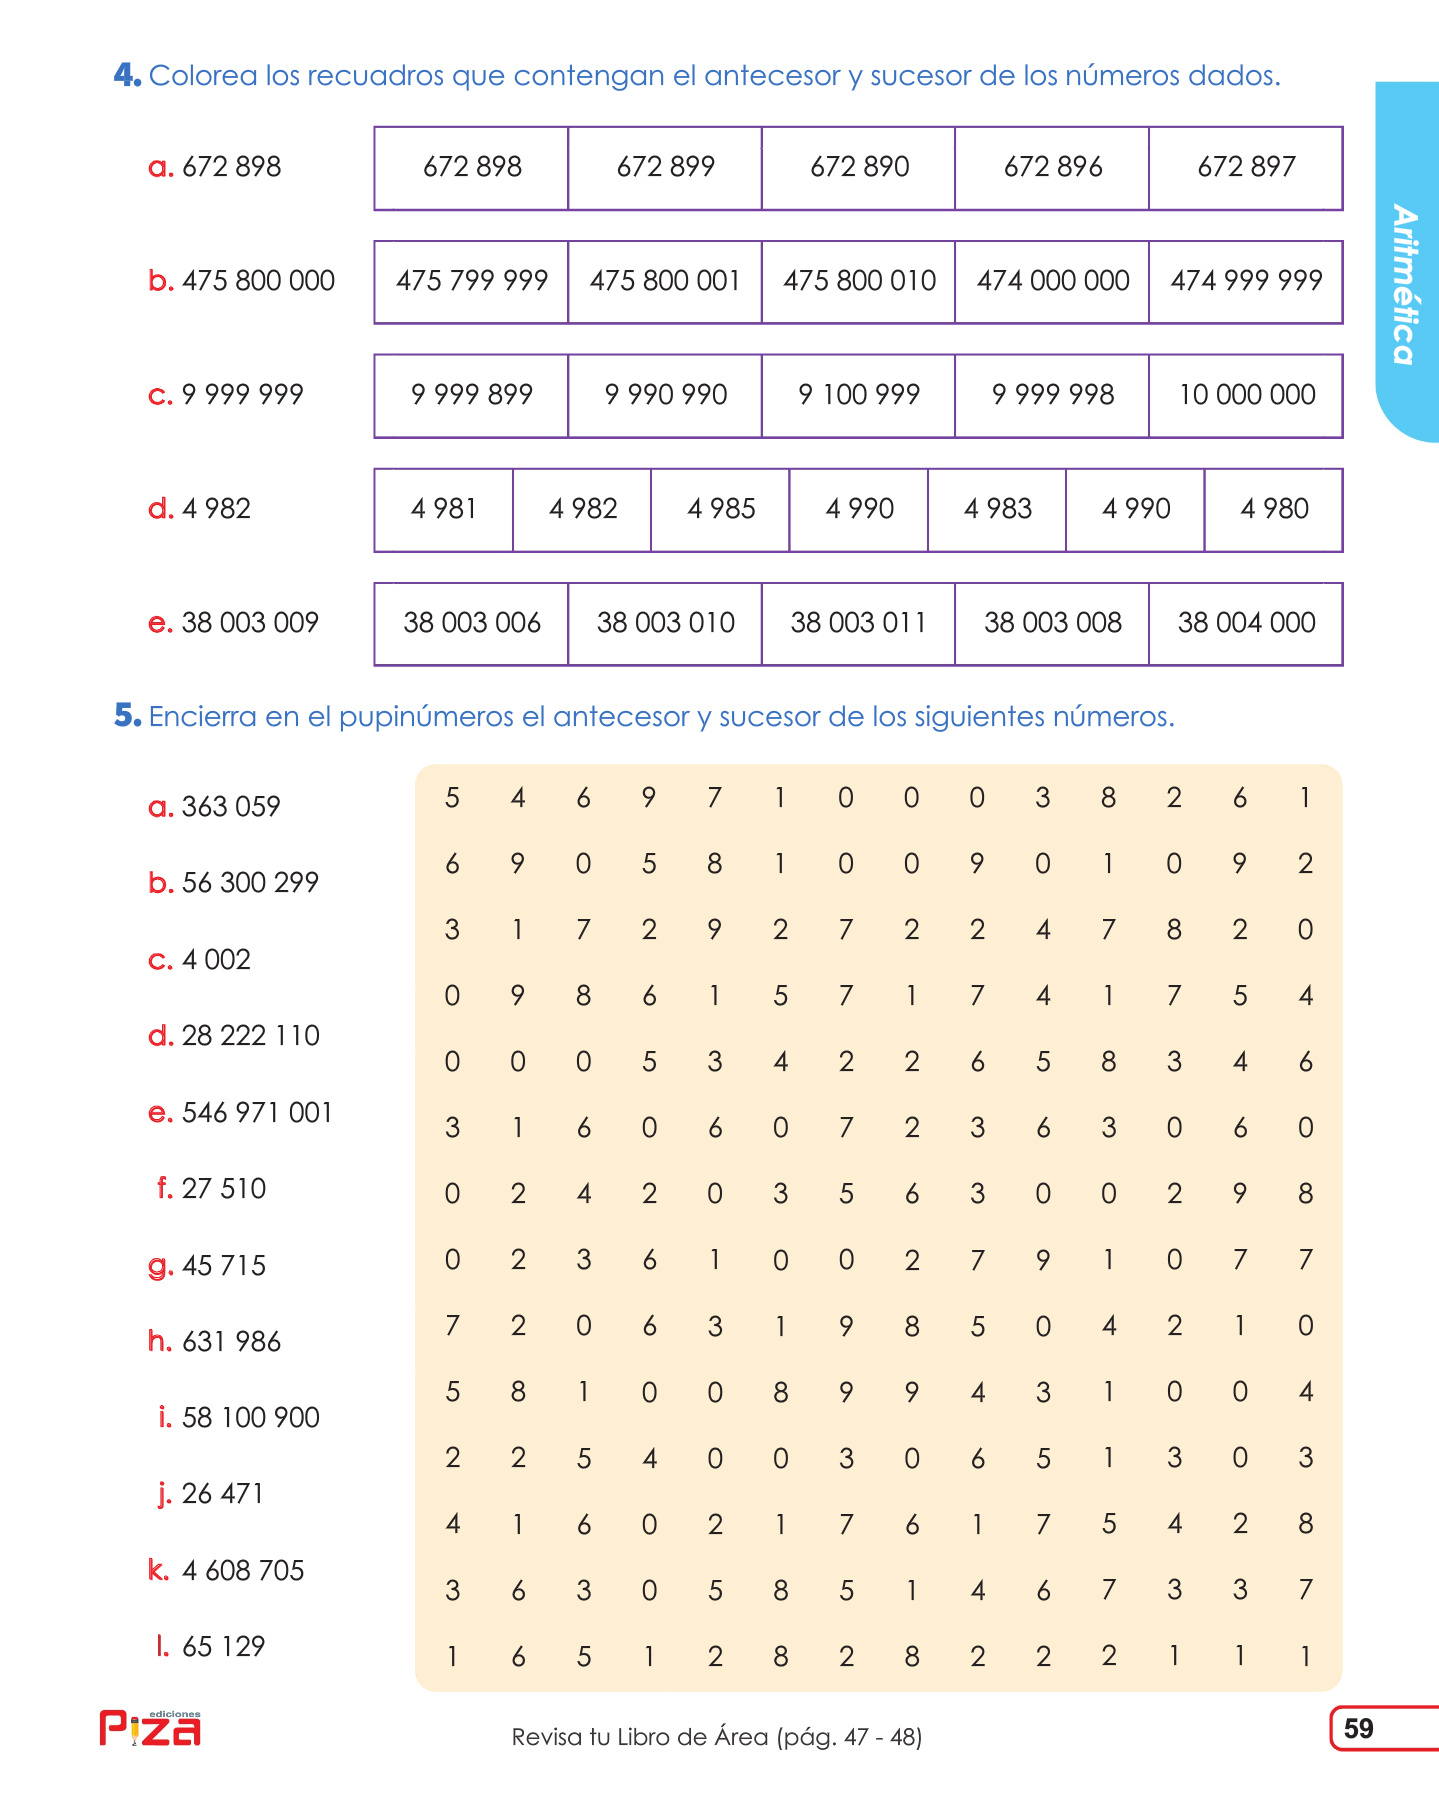 4. Colorea los recuadros que contengan el antecesor y sucesor de los números dados.
a. 672 898 672 898 672 899 672 890 672 896 672 897
b. 475 800 000 475 799 999 475 800 001 475 800 010 474 000 000 474 999 999
c. 9 999 999 9 999 899 9 990 990 9 100 999 9 999 998 10 000 000
d. 4 982 4 981 4 982 4 985 4 990 4 983 4 990 4 980
e. 38 003 009 38 003 006 38 003 010 38 003 011 38 003 008 38 004 000
Aritmética
5. Encierra en el pupinúmeros el antecesor y sucesor de los siguientes números.
a. 363 059
b. 56 300 299
c. 4 002
d. 28 222 110
e. 546 971 001
f. 27 510
g. 45 715
h. 631 986
i. 58 100 900
j. 26 471
k. 4 608 705
l. 65 129
5 4 6 9 7 1 0 0 0 3 8 2 6 1
6 9 0 5 8 1 0 0 9 0 1 0 9 2
3 1 7 2 9 2 7 2 2 4 7 8 2 0
0 9 8 6 1 5 7 1 7 4 1 7 5 4
0 0 0 5 3 4 2 2 6 5 8 3 4 6
3 1 6 0 6 0 7 2 3 6 3 0 6 0
0 2 4 2 0 3 5 6 3 0 0 2 9 8
0 2 3 6 1 0 0 2 7 9 1 0 7 7
7 2 0 6 3 1 9 8 5 0 4 2 1 0
5 8 1 0 0 8 9 9 4 3 1 0 0 4
2 2 5 4 0 0 3 0 6 5 1 3 0 3
4 1 6 0 2 1 7 6 1 7 5 4 2 8
3 6 3 0 5 8 5 1 4 6 7 3 3 7
1 6 5 1 2 8 2 8 2 2 2 1 1 1
ediciones
Piza
Revisa tu Libro de Área (pág. 47 - 48)
59